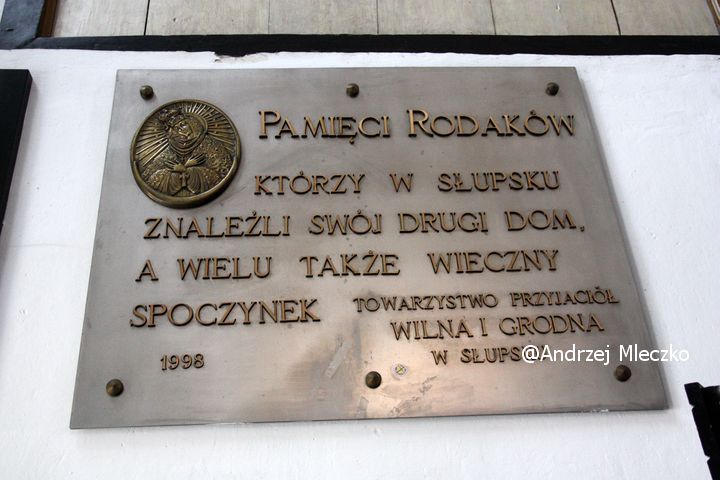 PAMIĘCI RODAKÓW
KTÓRZY W SŁUPSKU
ZNALEŹLI SWÓJ DRUGI DOM,
A WIELU TAKŻE WIECZNY
SPOCZYNEK
TOWARZYSTWO PRZYJACIÓŁ
WILNA I GRODNA
W SŁUPSKU
1998
@Andrzej Mleczko